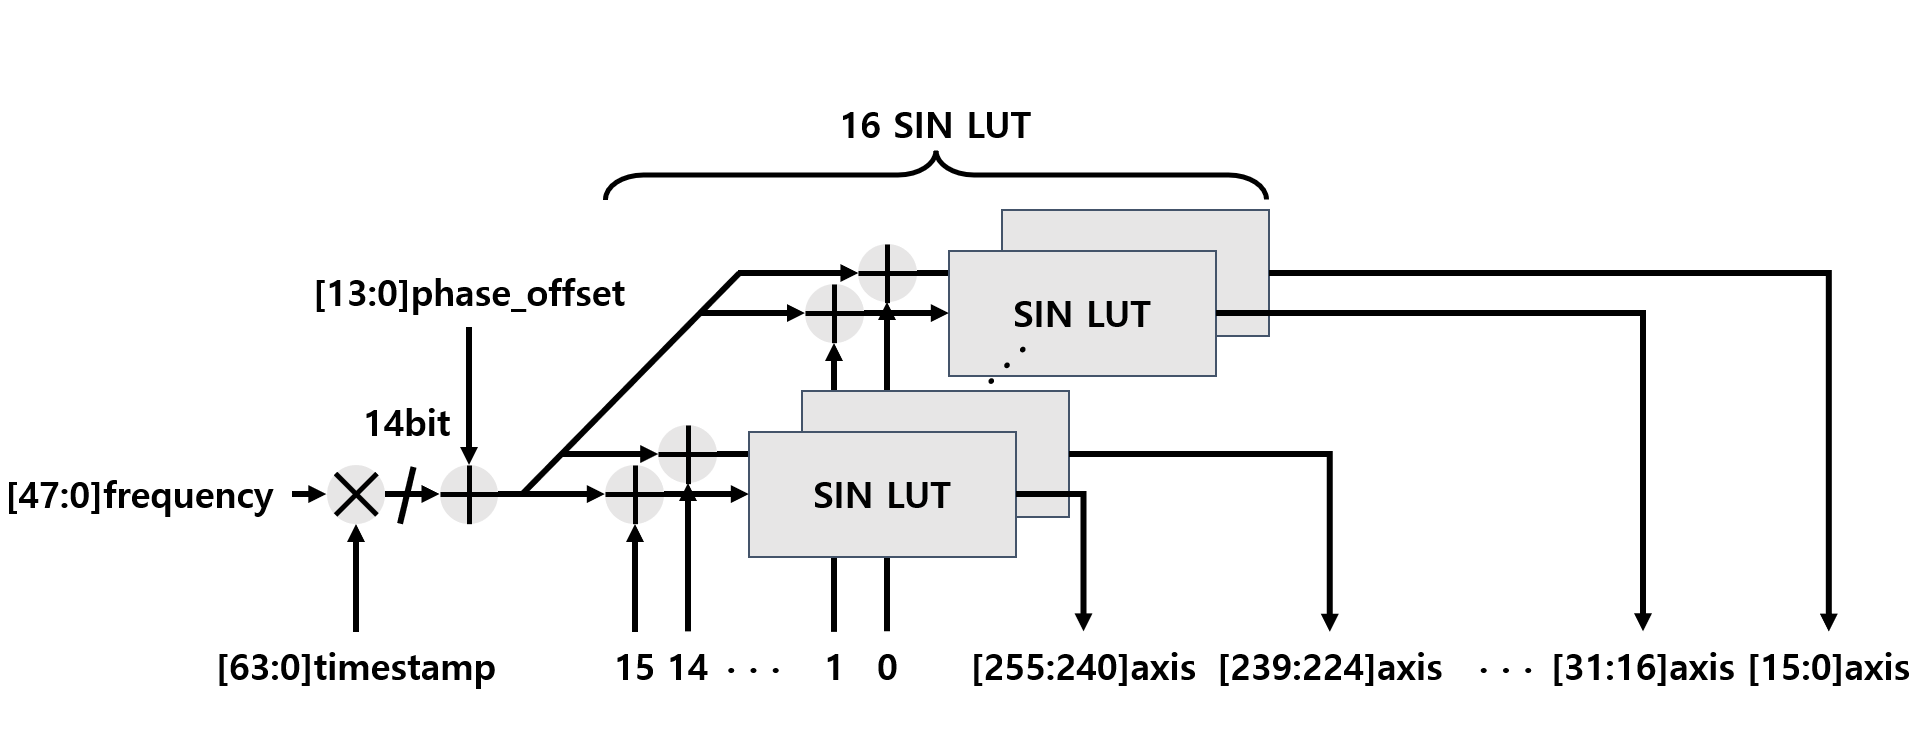 16 SIN LUT
[13:0]phase_offset
SIN LUT
14bit
[47:0]frequency
SIN LUT
[63:0]timestamp
15 14 · · · 1 0
[255:240]axis [239:224]axis · · · [31:16]axis [15:0]axis